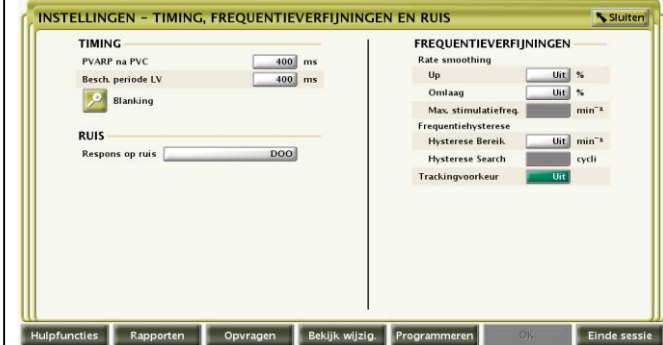 INSTELLINGEN - TIMING, FREQUENTIEVERFIJNINGEN EN RUIS
Sluiten
TIMING
PVARP na PVC 400 ms
Besch. periode LV 400 ms
Blanking
RUIS
Respons op ruis DOO
FREQUENTIEVERFIJNINGEN
Rate smoothing
Up Uit %
Omlaag Uit %
Max. stimulatiefreq. min⁻¹
Frequentiehysterese
Hysterese Bereik Uit min⁻¹
Hysterese Search cycli
Trackingvoorkeur Uit
Hulpfuncties Rapporten Opvragen Bekijk wijzig. Programmeren OK Einde sessie